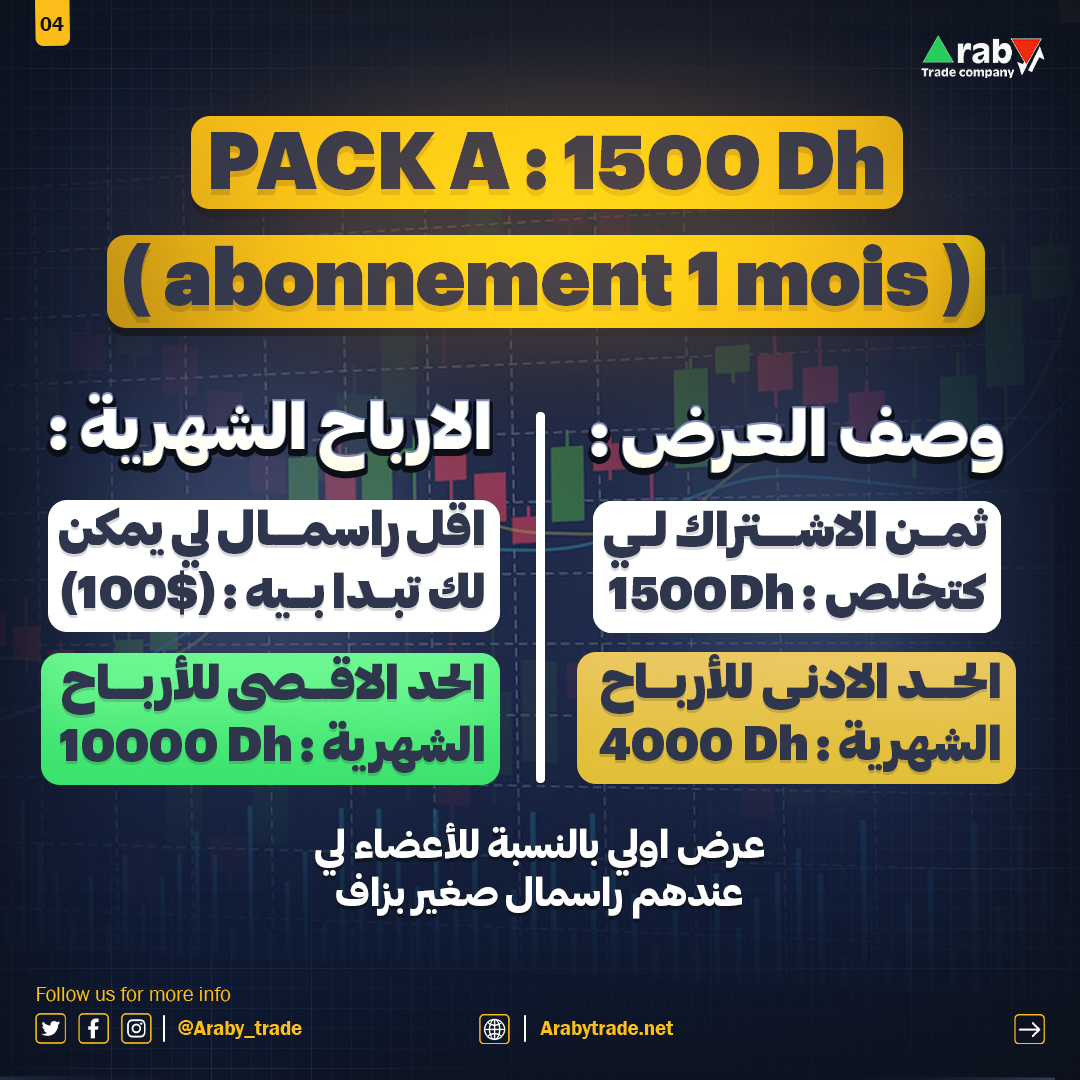 04
Araby
Trade company
PACK A : 1500 Dh
( abonnement 1 mois )
وصف العرض :
ثمـن الاشـتراك لـي
كتخلص : 1500Dh
الحـد الادنى للأربـاح
الشهرية : 4000 Dh
الارباح الشهرية :
اقل راسمـال لي يمكن
لك تبـدا بـيه : (100$)
الحد الاقـصى للأربـاح
الشهرية : 10000 Dh
عرض اولي بالنسبة للأعضاء لي
عندهم راسمال صغير بزاف
Follow us for more info
@Araby_trade
Arabytrade.net